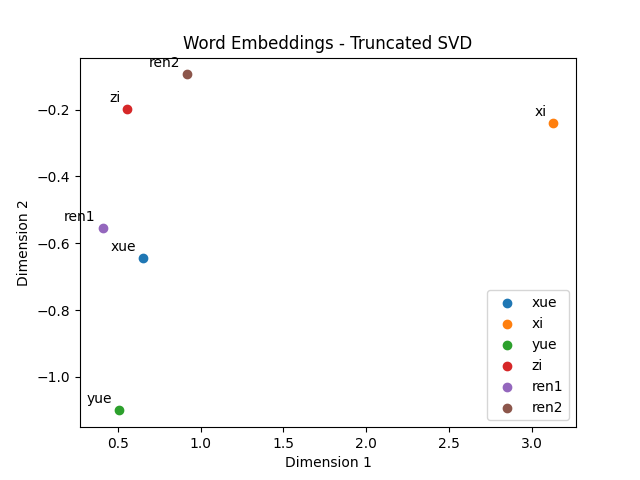 Word Embeddings - Truncated SVD
ren2
zi
xi
ren1
xue
yue
−0.2
−0.4
−0.6
−0.8
−1.0
Dimension 2
0.5 1.0 1.5 2.0 2.5 3.0
Dimension 1
xue
xi
yue
zi
ren1
ren2